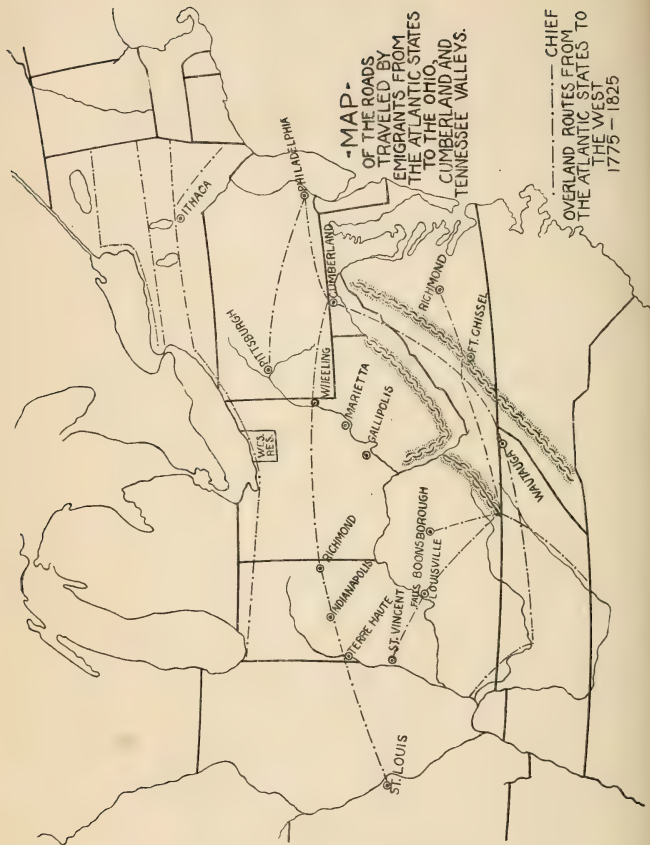 -MAP-
OF THE ROADS
TRAVELED BY
EMIGRANTS FROM
THE ATLANTIC STATES
TO THE OHIO,
CUMBERLAND AND
TENNESSEE VALLEYS.
CHIEF
OVERLAND ROUTES FROM
THE ATLANTIC STATES TO
THE WEST
1775-1825
ITHACA
PHILADELPHIA
PITTSBURGH
CUMBERLAND
WHEELING
WES.
RES.
MARIETTA
GALLIPOLIS
RICHMOND
FT. CHISSEL
WAUTAUGA
RICHMOND
INDIANAPOLIS
TERRE HAUTE
ST. VINCENT
FALLS
BOONSBOROUGH
LOUISVILLE
ST. LOUIS